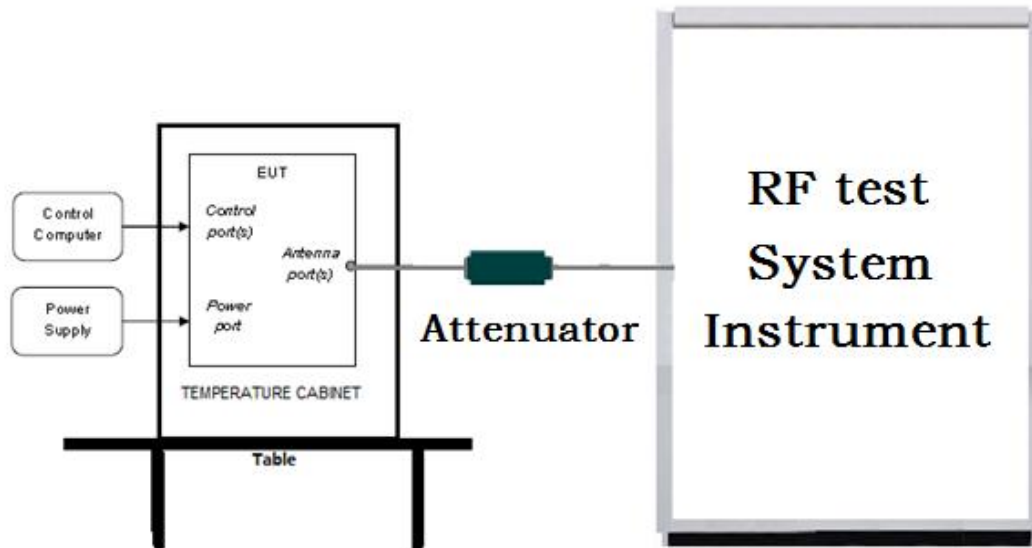 Control
Computer
Power
Supply
EUT
Control
port(s)
Antenna
port(s)
Power
port
TEMPERATURE CABINET
Table
Attenuator
RF test
System
Instrument